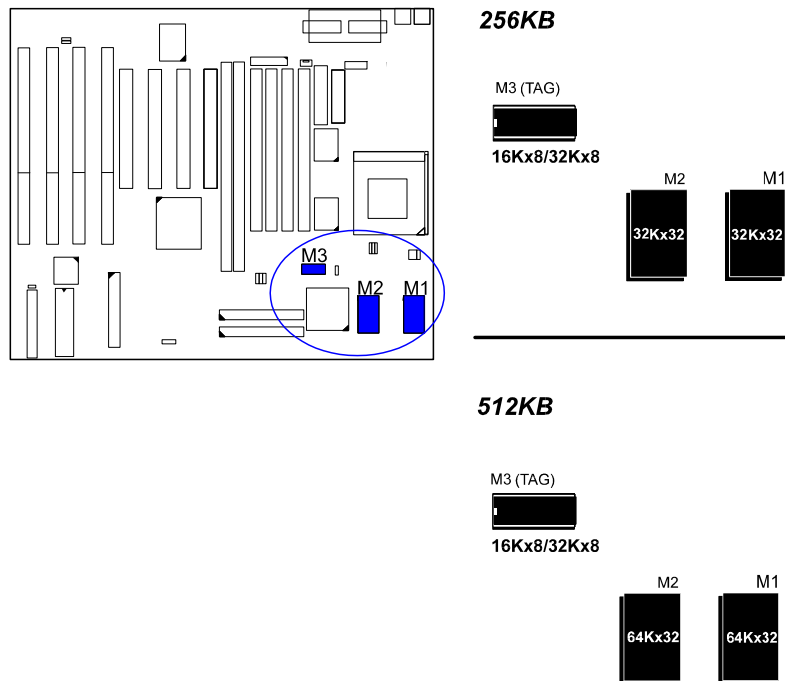 256KB
M3 (TAG)
16Kx8/32Kx8
M2
M1
32Kx32
32Kx32
M3
M2
M1
512KB
M3 (TAG)
16Kx8/32Kx8
M2
M1
64Kx32
64Kx32